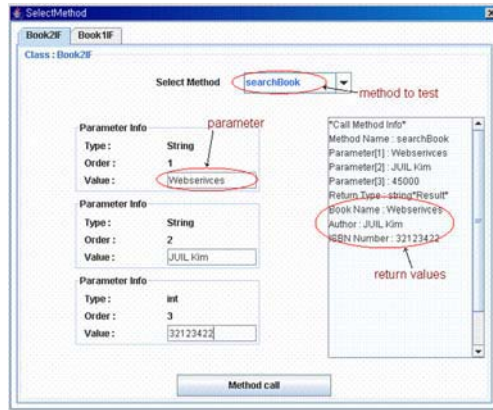 SelectMethod
Book2IF Book1IF
Class : Book2IF
Select Method searchBook
method to test
parameter
Parameter Info
Type : String
Order : 1
Value : Webserivces
Parameter Info
Type : String
Order : 2
Value : JUIL Kim
Parameter Info
Type : int
Order : 3
Value : 32123422
"Call Method Info"
Method Name : searchBook
Parameter[1] : Webserivces
Parameter[2] : JUIL Kim
Parameter[3] : 45000
Return Type : string"Result"
Book Name : Webserivces
Author : JUIL Kim
ISBN Number : 32123422
return values
Method call